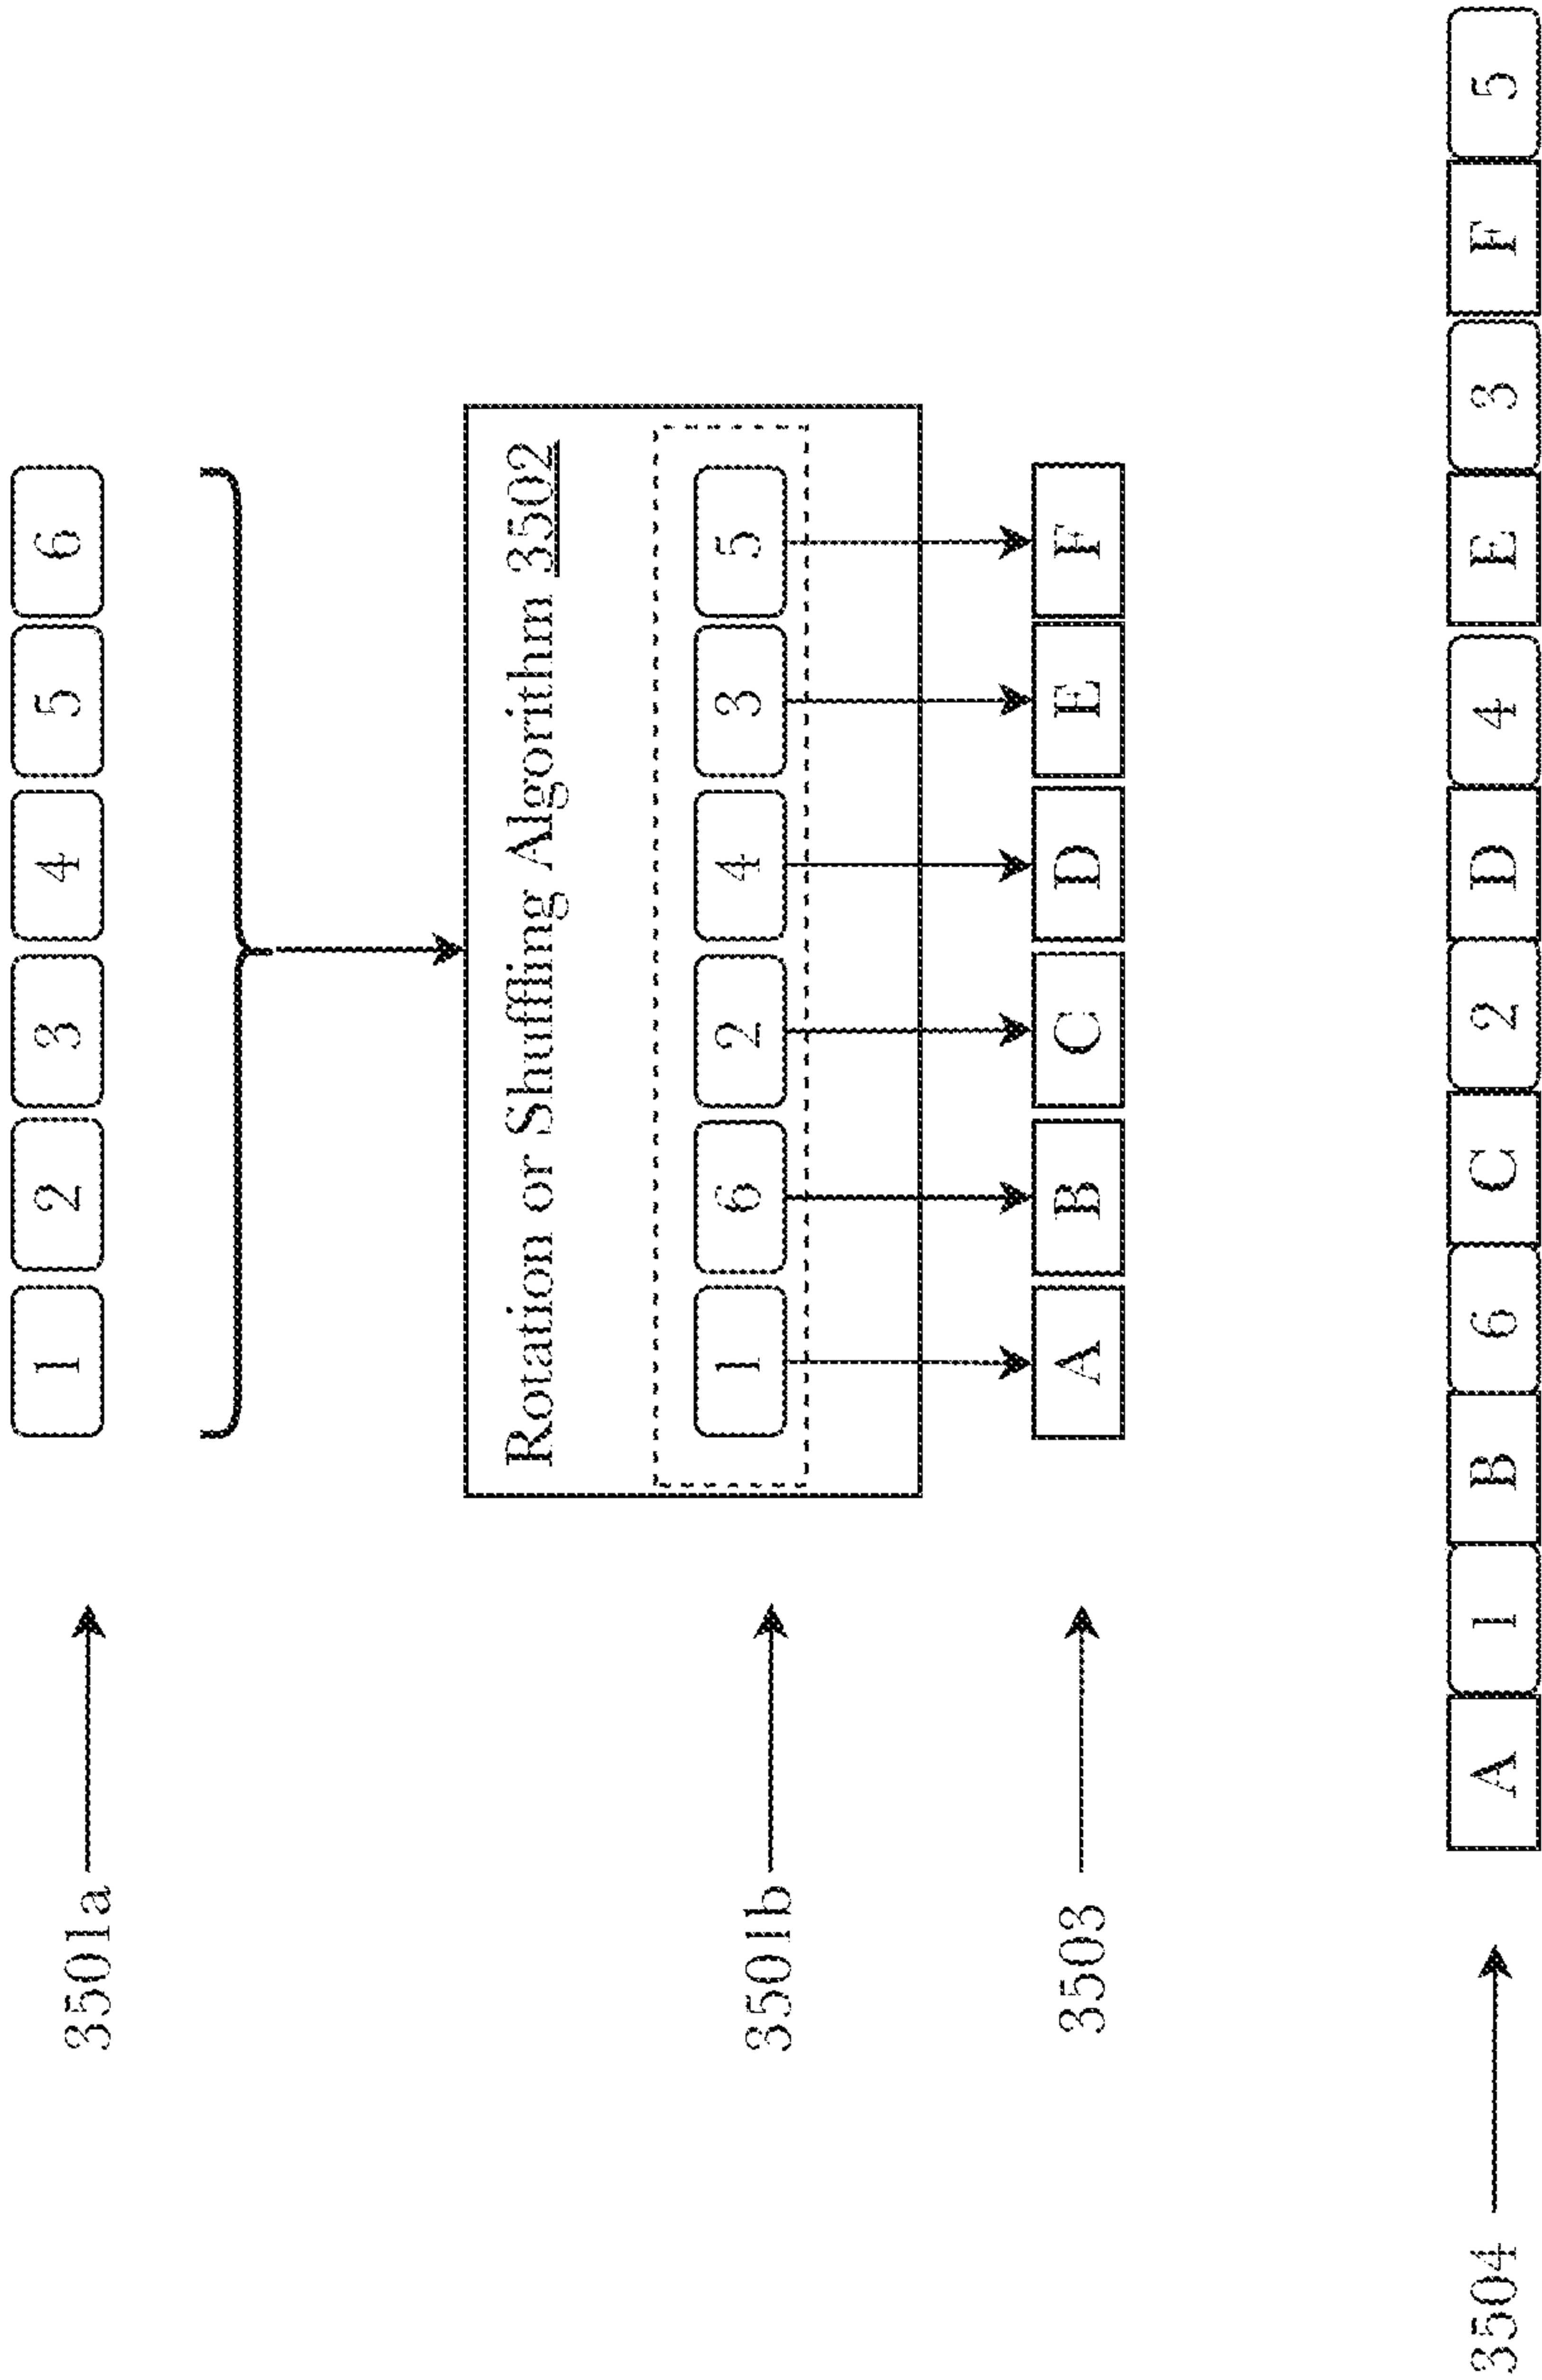 3501a 1 2 3 4 5 6
Rotation or Shuffling Algorithm 3502
3501b 1 6 2 4 3 5
3503 A B C D E F
3504 A 1 B 6 C 2 D 4 E 3 F 5